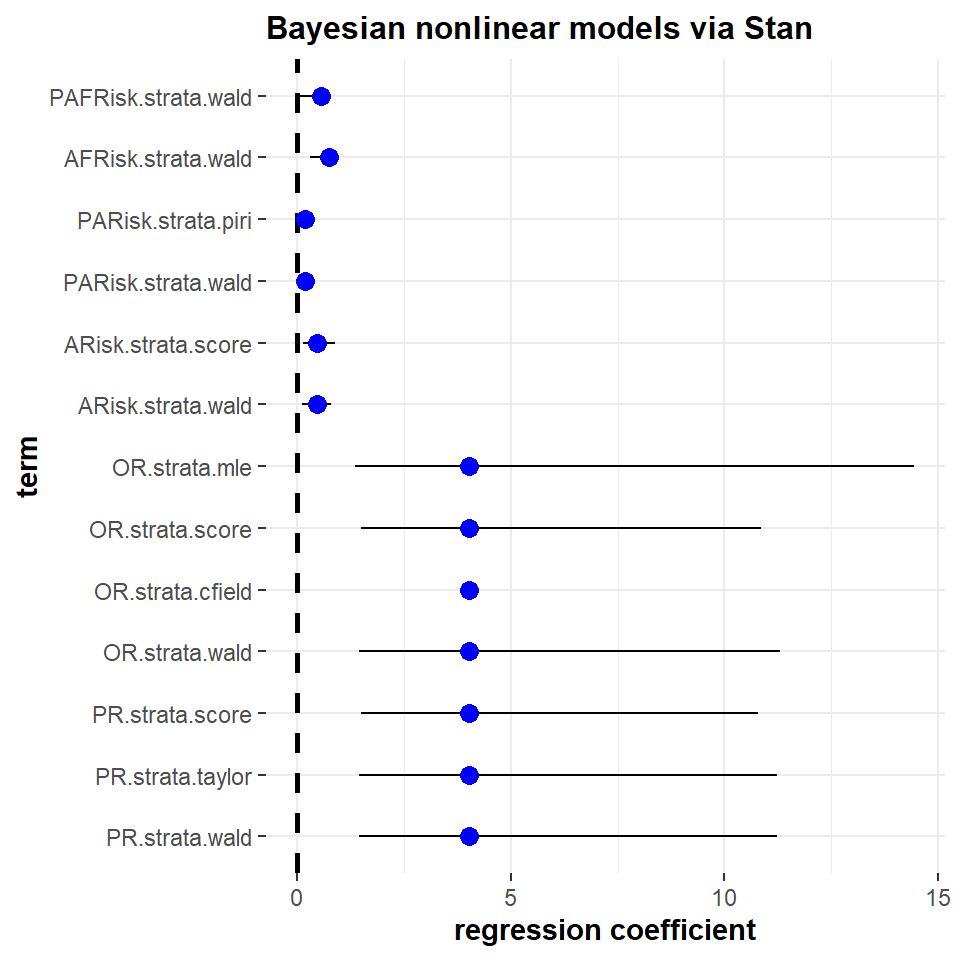 Bayesian nonlinear models via Stan
term
PAFRisk.strata.wald
AFRisk.strata.wald
PARisk.strata.piri
PARisk.strata.wald
ARisk.strata.score
ARisk.strata.wald
OR.strata.mle
OR.strata.score
OR.strata.cfield
OR.strata.wald
PR.strata.score
PR.strata.taylor
PR.strata.wald
0 5 10 15
regression coefficient